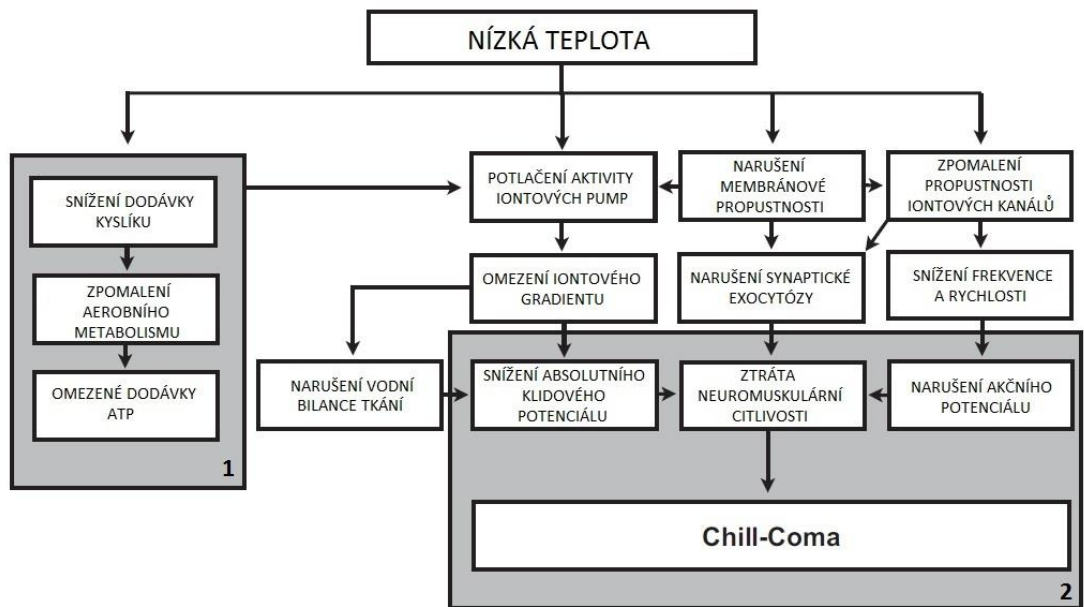 NÍZKÁ TEPLOTA
SNÍŽENÍ DODÁVKY
KYSLÍKU
ZPOMALENÍ
AEROBNÍHO
METABOLISMU
OMEZENÉ DODÁVKY
ATP
1
POTLAČENÍ AKTIVITY
IONTOVÝCH PUMP
NARUŠENÍ
MEMBRÁNOVÉ
PROPUSTNOSTI
ZPOMALENÍ
PROPUSTNOSTI
IONTOVÝCH KANÁLŮ
OMEZENÍ IONTOVÉHO
GRADIENTU
NARUŠENÍ SYNAPTICKÉ
EXOCYTÓZY
SNÍŽENÍ FREKVENCE
A RYCHLOSTI
NARUŠENÍ VODNÍ
BILANCE TKÁNÍ
SNÍŽENÍ ABSOLUTNÍHO
KLIDOVÉHO
POTENCIÁLU
ZTRÁTA
NEUROMUSKULÁRNÍ
CITLIVOSTI
NARUŠENÍ AKČNÍHO
POTENCIÁLU
Chill-Coma
2